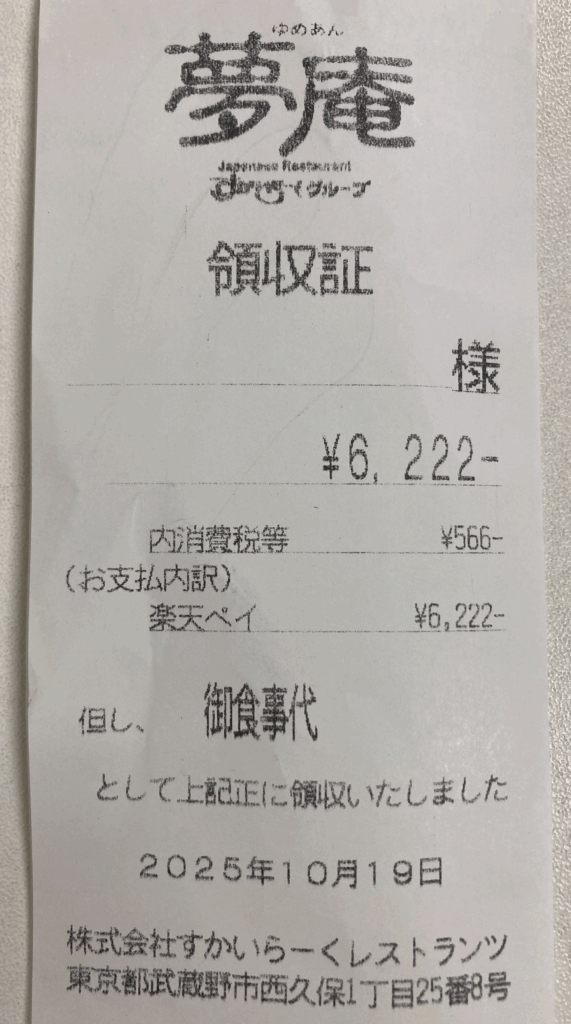 ゆめあん
夢庵
Japanese Restaurant
すかいらーくグループ
領収証
様
¥6,222-
内消費税等 ¥566-
(お支払内訳)
楽天ペイ ¥6,222-
但し、 御食事代
として上記正に領収いたしました
2025年10月19日
株式会社すかいらーくレストランツ
東京都武蔵野市西久保1丁目25番8号